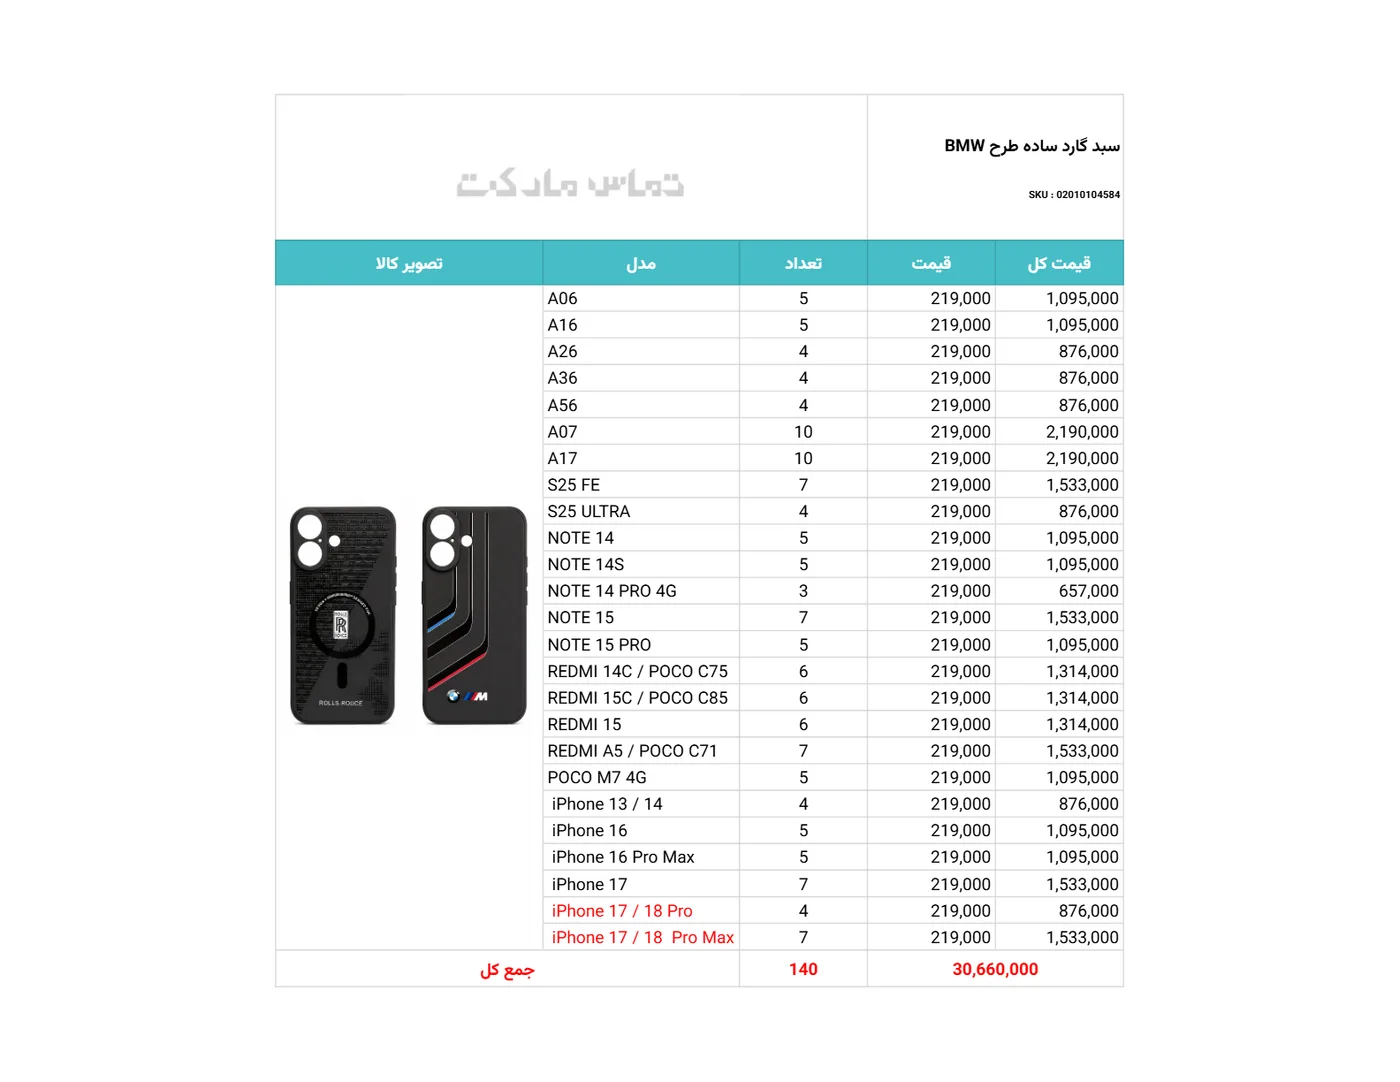 سبد گارد ساده طرح BMW
SKU : 02010104584
تماس مارکت
تصویر کالا مدل تعداد قیمت قیمت کل
A06 5 219,000 1,095,000
A16 5 219,000 1,095,000
A26 4 219,000 876,000
A36 4 219,000 876,000
A56 4 219,000 876,000
A07 10 219,000 2,190,000
A17 10 219,000 2,190,000
S25 FE 7 219,000 1,533,000
S25 ULTRA 4 219,000 876,000
NOTE 14 5 219,000 1,095,000
NOTE 14S 5 219,000 1,095,000
NOTE 14 PRO 4G 3 219,000 657,000
NOTE 15 7 219,000 1,533,000
NOTE 15 PRO 5 219,000 1,095,000
REDMI 14C / POCO C75 6 219,000 1,314,000
REDMI 15C / POCO C85 6 219,000 1,314,000
REDMI 15 6 219,000 1,314,000
REDMI A5 / POCO C71 7 219,000 1,533,000
POCO M7 4G 5 219,000 1,095,000
iPhone 13 / 14 4 219,000 876,000
iPhone 16 5 219,000 1,095,000
iPhone 16 Pro Max 5 219,000 1,095,000
iPhone 17 7 219,000 1,533,000
iPhone 17 / 18 Pro 4 219,000 876,000
iPhone 17 / 18 Pro Max 7 219,000 1,533,000
جمع کل 140 30,660,000
ROLLS
RR
ROYCE
ROLLS-ROYCE
M